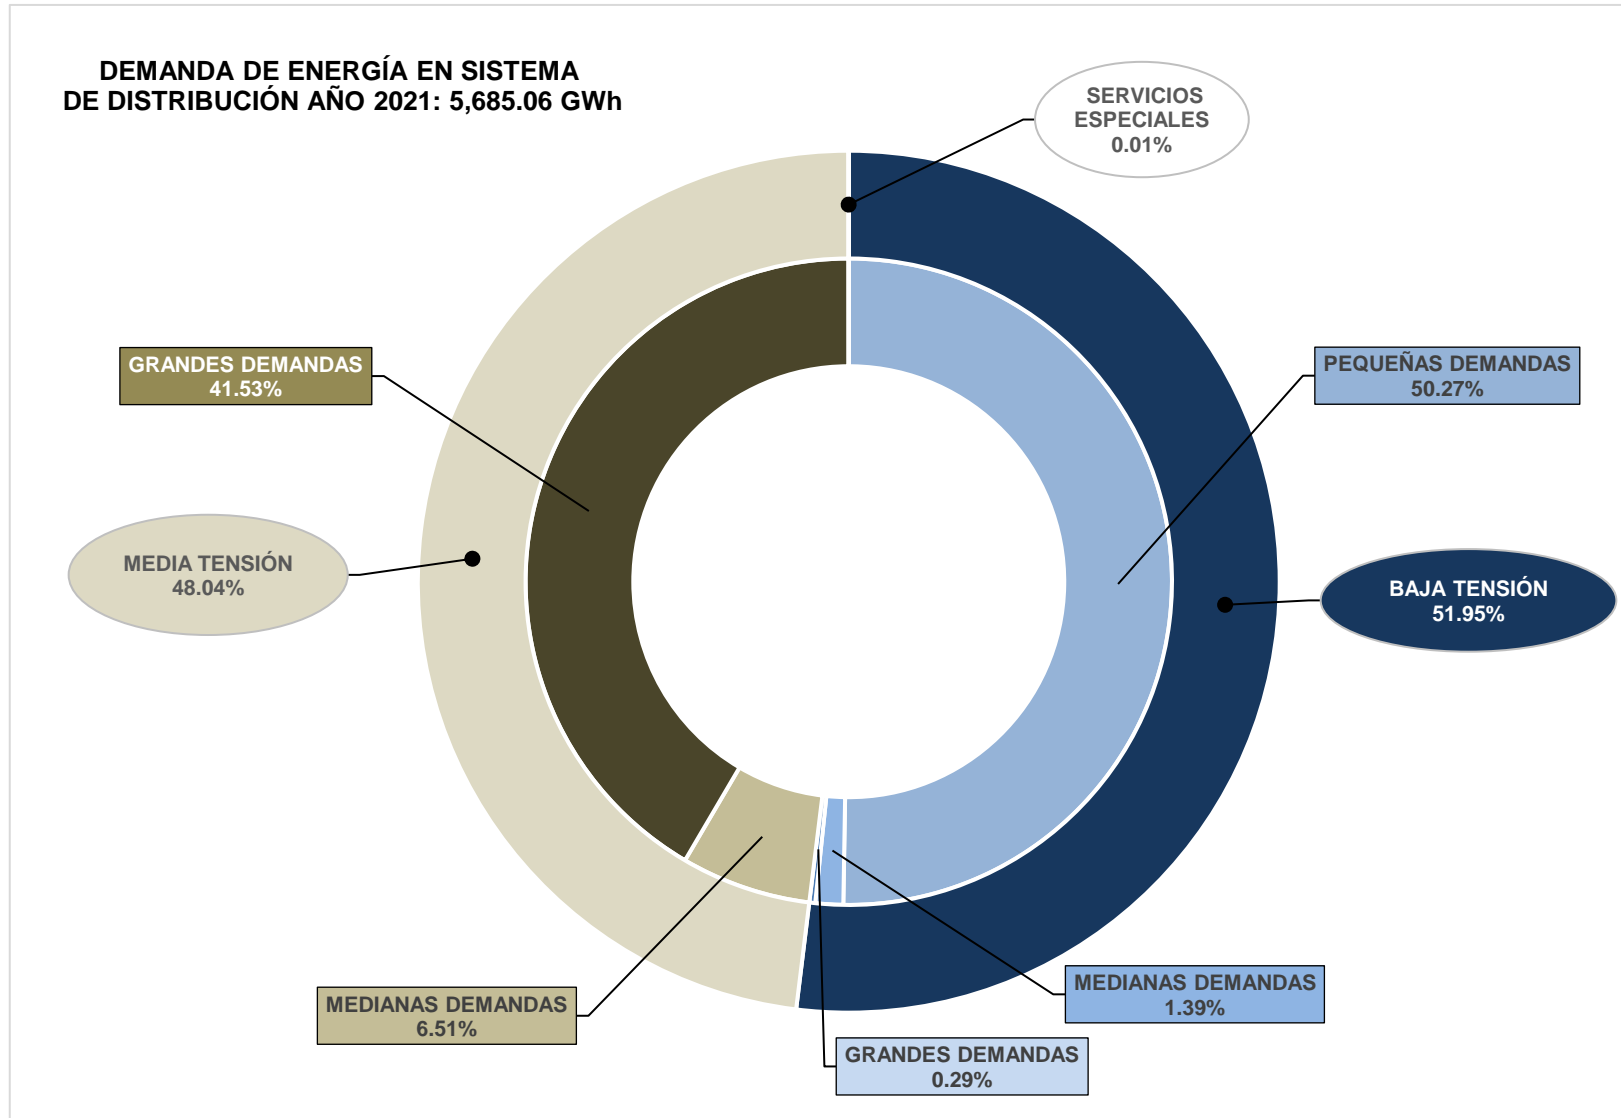 DEMANDA DE ENERGÍA EN SISTEMA
DE DISTRIBUCIÓN AÑO 2021: 5,685.06 GWh
SERVICIOS
ESPECIALES
0.01%
GRANDES DEMANDAS
41.53%
PEQUEÑAS DEMANDAS
50.27%
MEDIA TENSIÓN
48.04%
BAJA TENSIÓN
51.95%
MEDIANAS DEMANDAS
6.51%
MEDIANAS DEMANDAS
1.39%
GRANDES DEMANDAS
0.29%